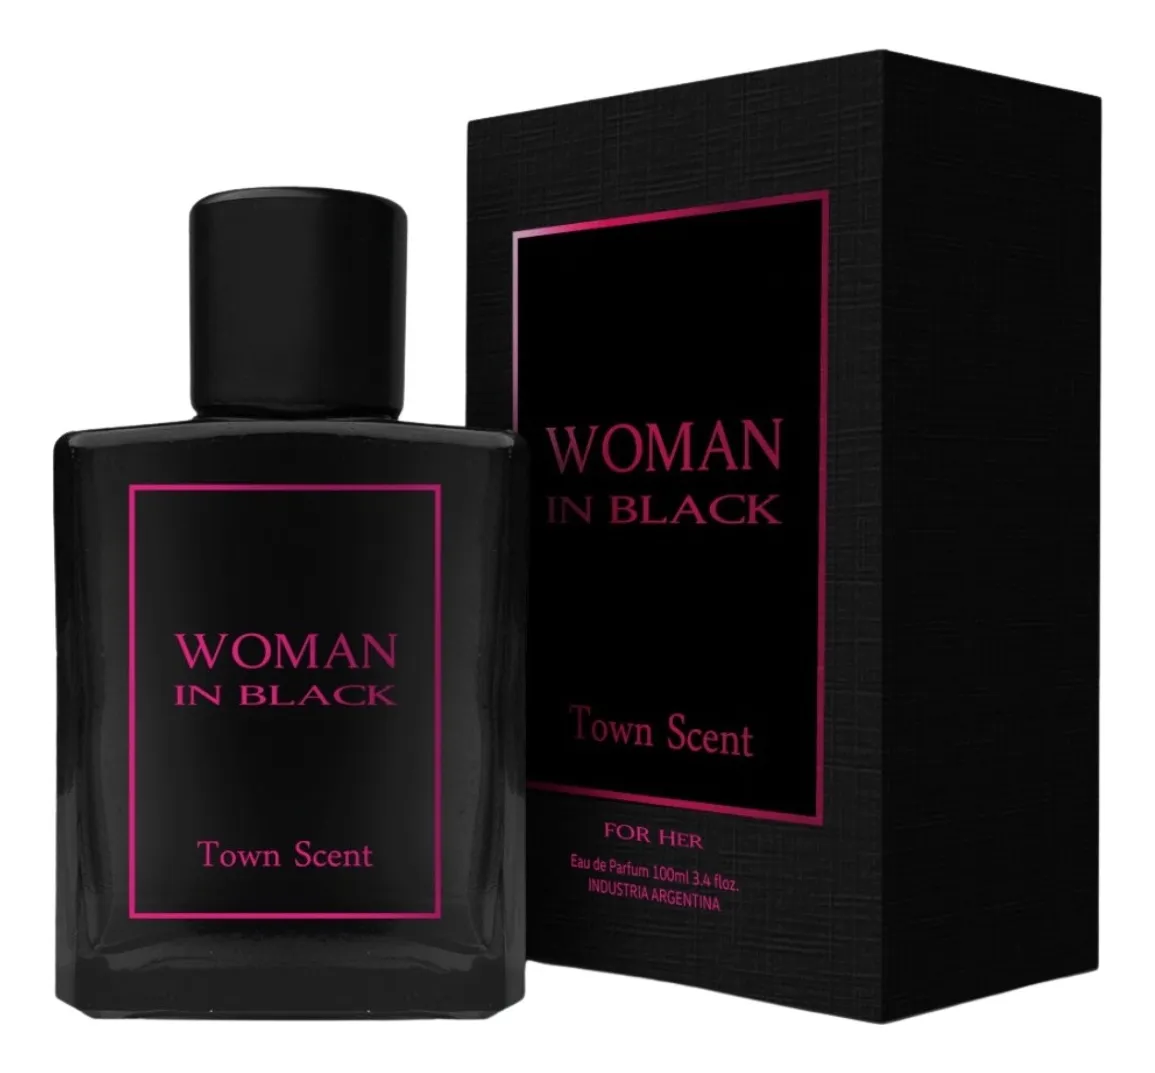 WOMAN
IN BLACK
Town Scent
WOMAN
IN BLACK
Town Scent
FOR HER
Eau de Parfum 100ml 3.4 floz.
INDUSTRIA ARGENTINA